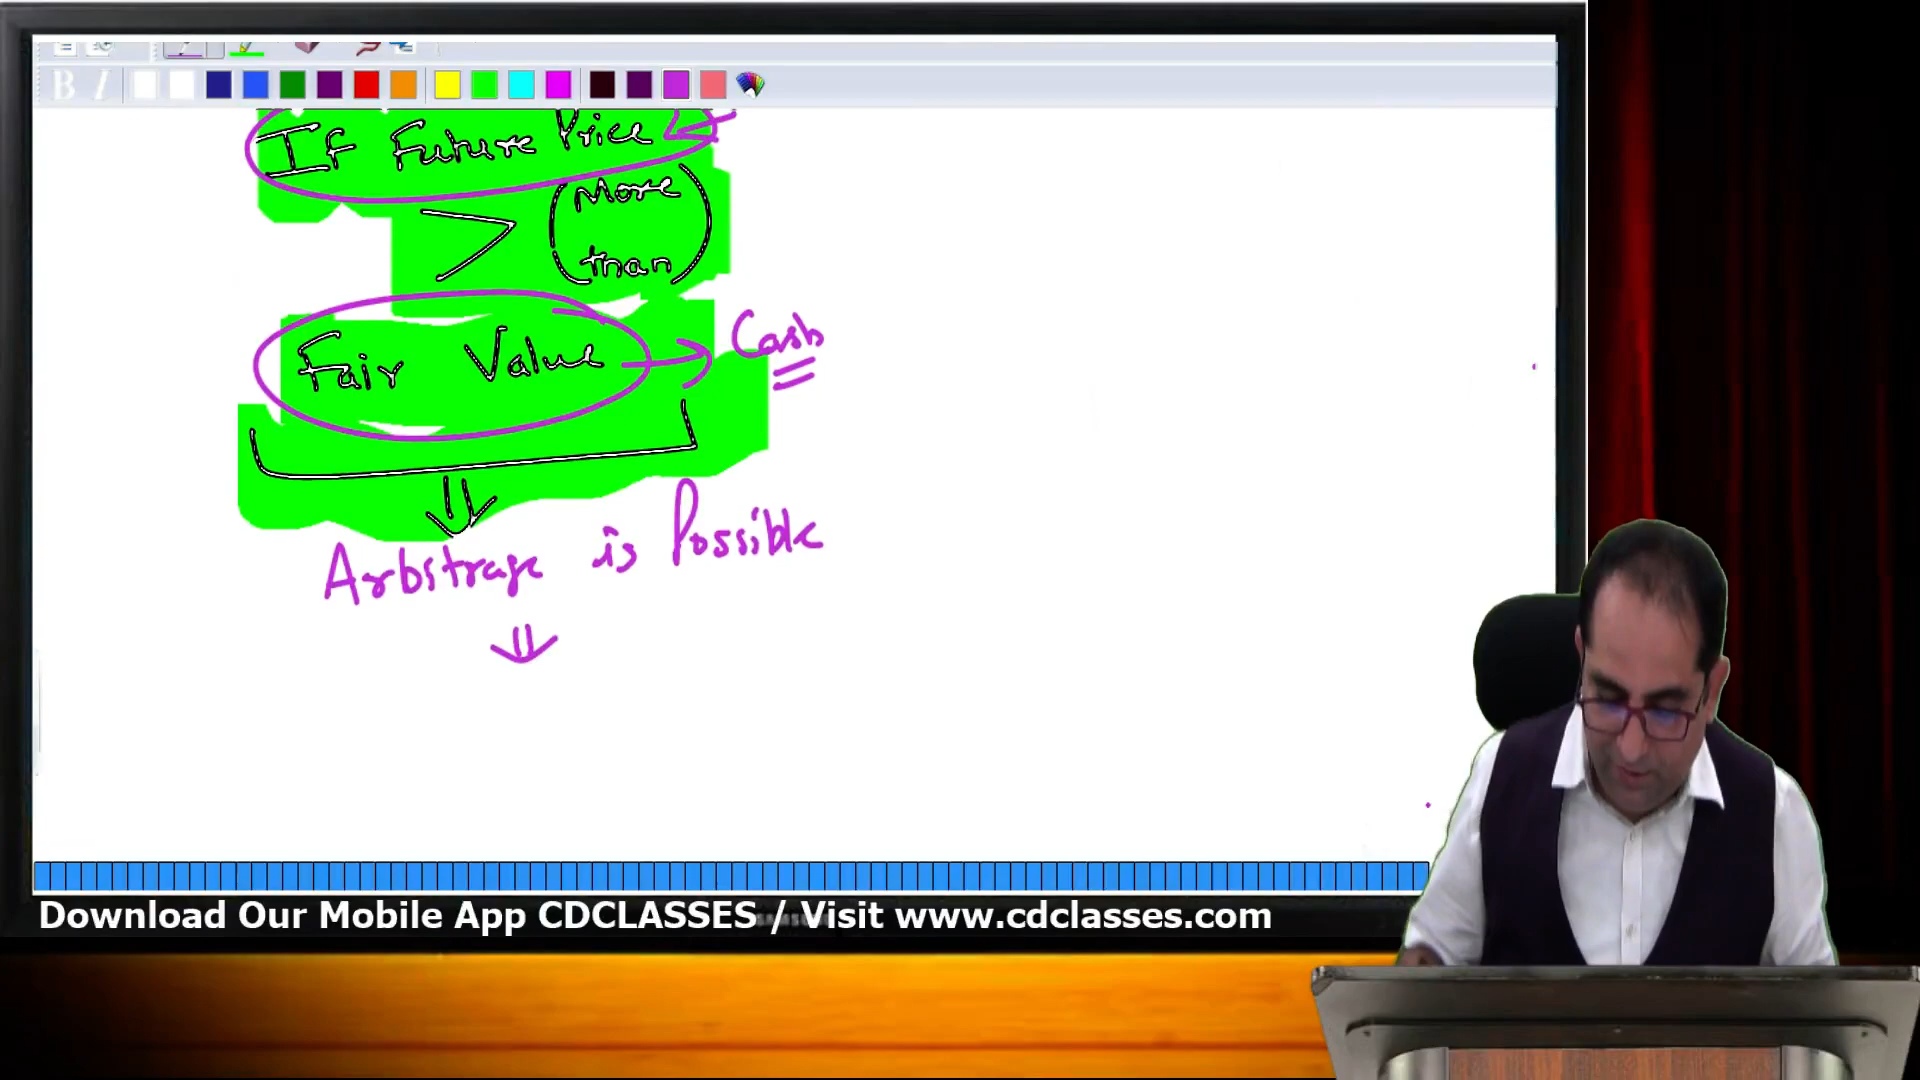 B I
If Future Price
> (More
than)
Fair Value → Cash
Arbstrage is Possible
Download Our Mobile App CDCLASSES / Visit www.cdclasses.com